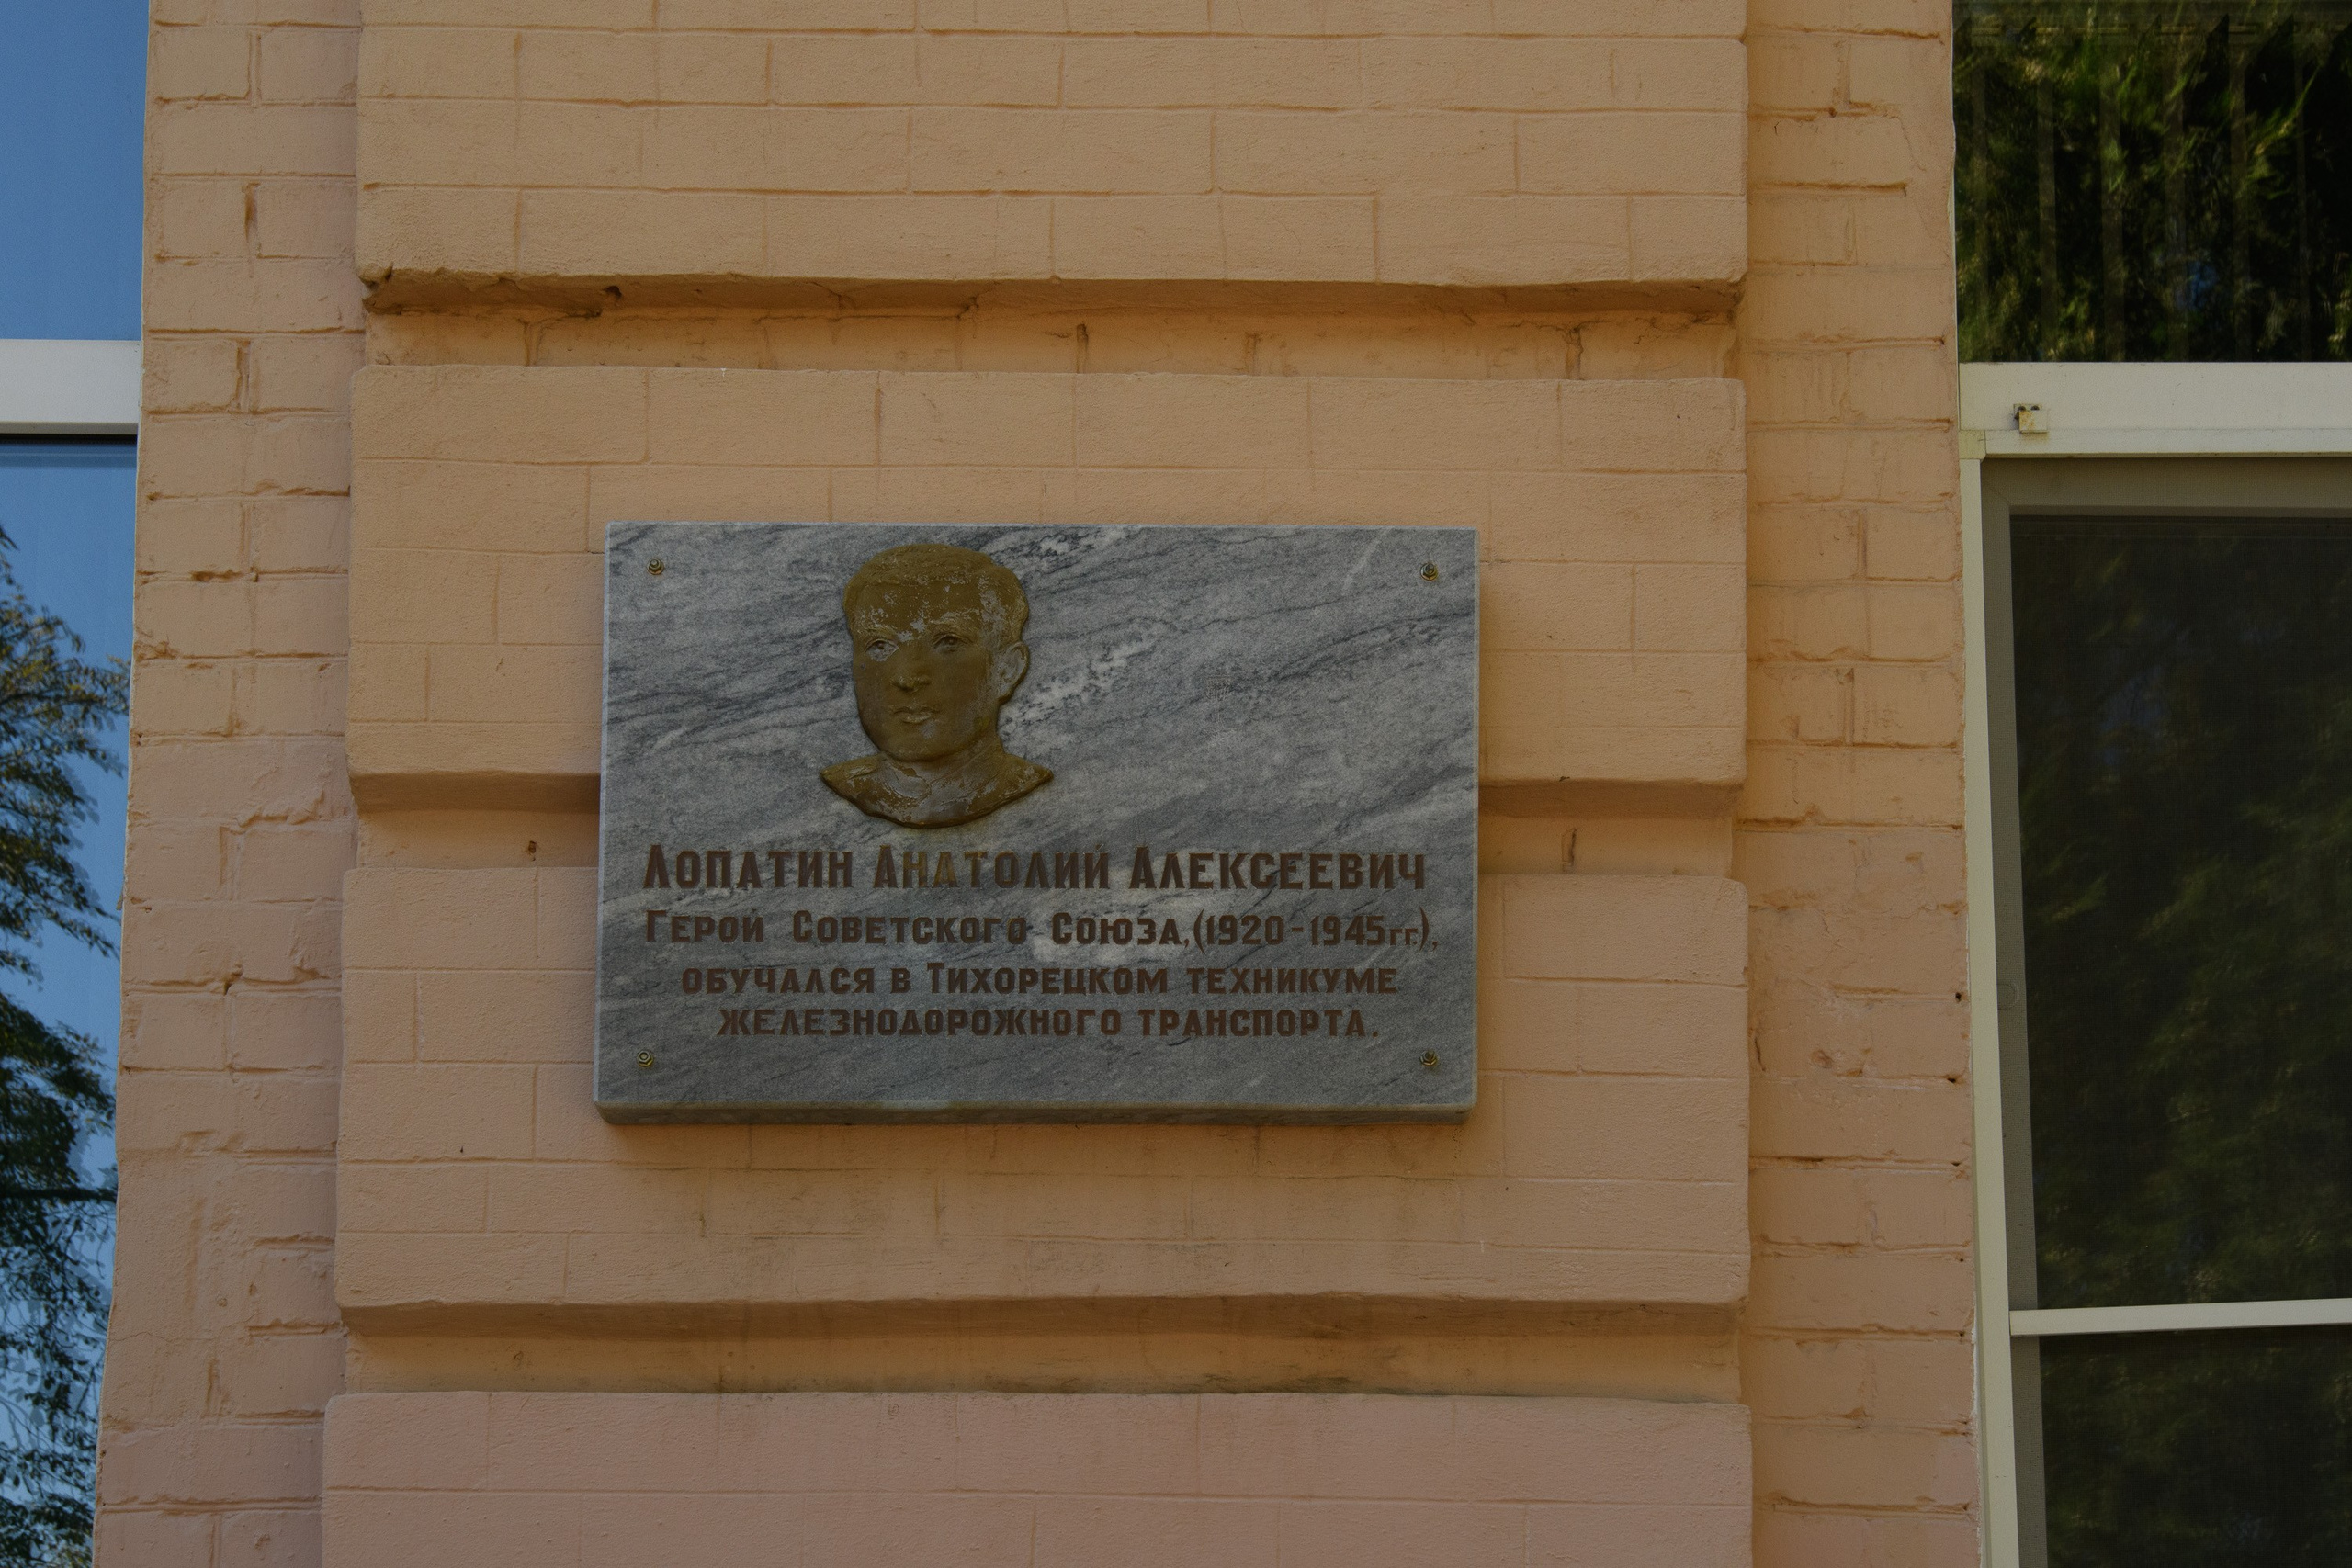 Лопатин Анатолий Алексеевич
Герой Советского Союза, (1920-1945гг.),
обучался в Тихорецком техникуме
железнодорожного транспорта.